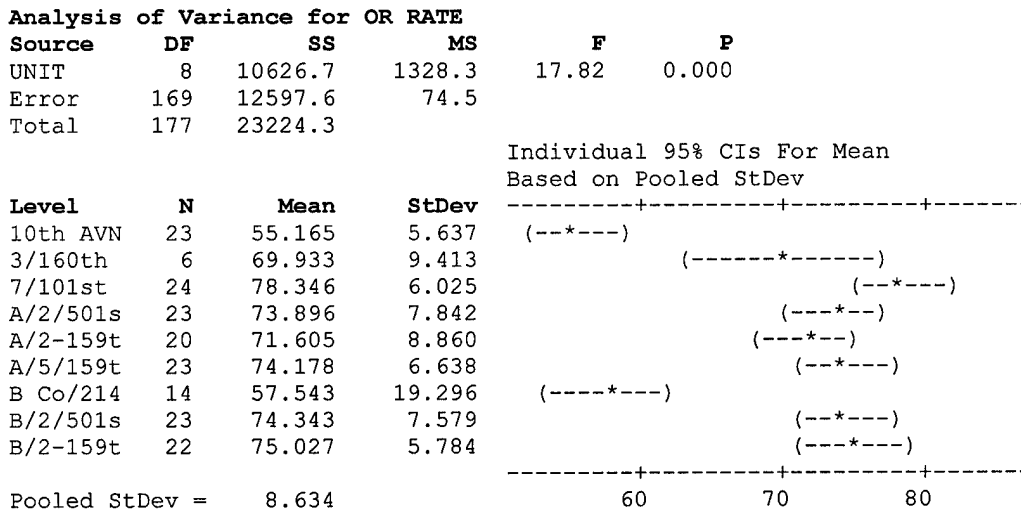 Analysis of Variance for OR RATE
Source     DF        SS        MS        F        P
UNIT        8   10626.7    1328.3    17.82    0.000
Error     169   12597.6      74.5
Total     177   23224.3
                                   Individual 95% CIs For Mean
                                   Based on Pooled StDev
Level       N      Mean     StDev  ---------+---------+---------+-------
10th AVN   23    55.165     5.637   (--*---)
3/160th     6    69.933     9.413              (------*------)
7/101st    24    78.346     6.025                          (--*---)
A/2/501s   23    73.896     7.842                     (---*--)
A/2-159t   20    71.605     8.860                   (---*--)
A/5/159t   23    74.178     6.638                      (--*---)
B Co/214   14    57.543    19.296    (----*---)
B/2/501s   23    74.343     7.579                      (--*---)
B/2-159t   22    75.027     5.784                      (---*---)
                                   ---------+---------+---------+-------
Pooled StDev =    8.634                    60        70        80